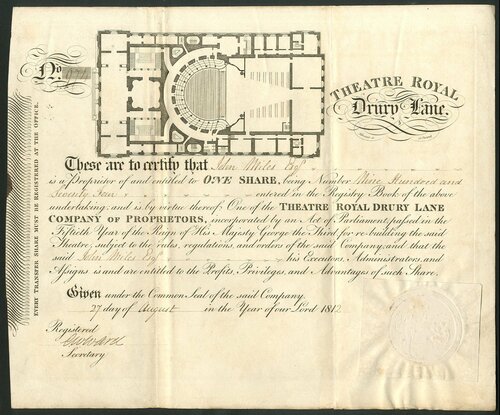 No.
THEATRE ROYAL
Drury Lane.
These are to certify that John Miles Esqr
is a Proprietor of and entitled to ONE SHARE, being Number Nine Hundred and
Seventy entered in the Registry Book of the above
undertaking: and is by virtue thereof One of the THEATRE ROYAL DRURY LANE
COMPANY OF PROPRIETORS, incorporated by an Act of Parliament, passed in the
Fiftieth Year of the Reign of His Majesty George the Third for re-building the said
Theatre, subject to the rules, regulations, and orders of the said Company, and that the
said John Miles Esqr his Executors, Administrators, and
Assigns is and are entitled to the Profits, Privileges, and Advantages of such Share.
Given under the Common Seal of the said Company.
27 day of August in the Year of our Lord 1812
Registered
Secretary
EVERY TRANSFER SHARE MUST BE REGISTERED AT THE OFFICE.